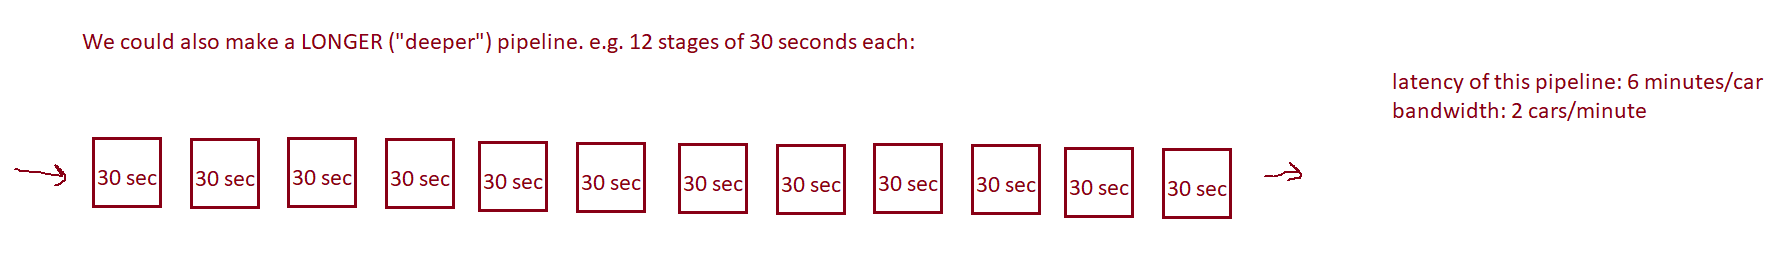 We could also make a LONGER ("deeper") pipeline. e.g. 12 stages of 30 seconds each:
latency of this pipeline: 6 minutes/car
bandwidth: 2 cars/minute
30 sec
30 sec
30 sec
30 sec
30 sec
30 sec
30 sec
30 sec
30 sec
30 sec
30 sec
30 sec